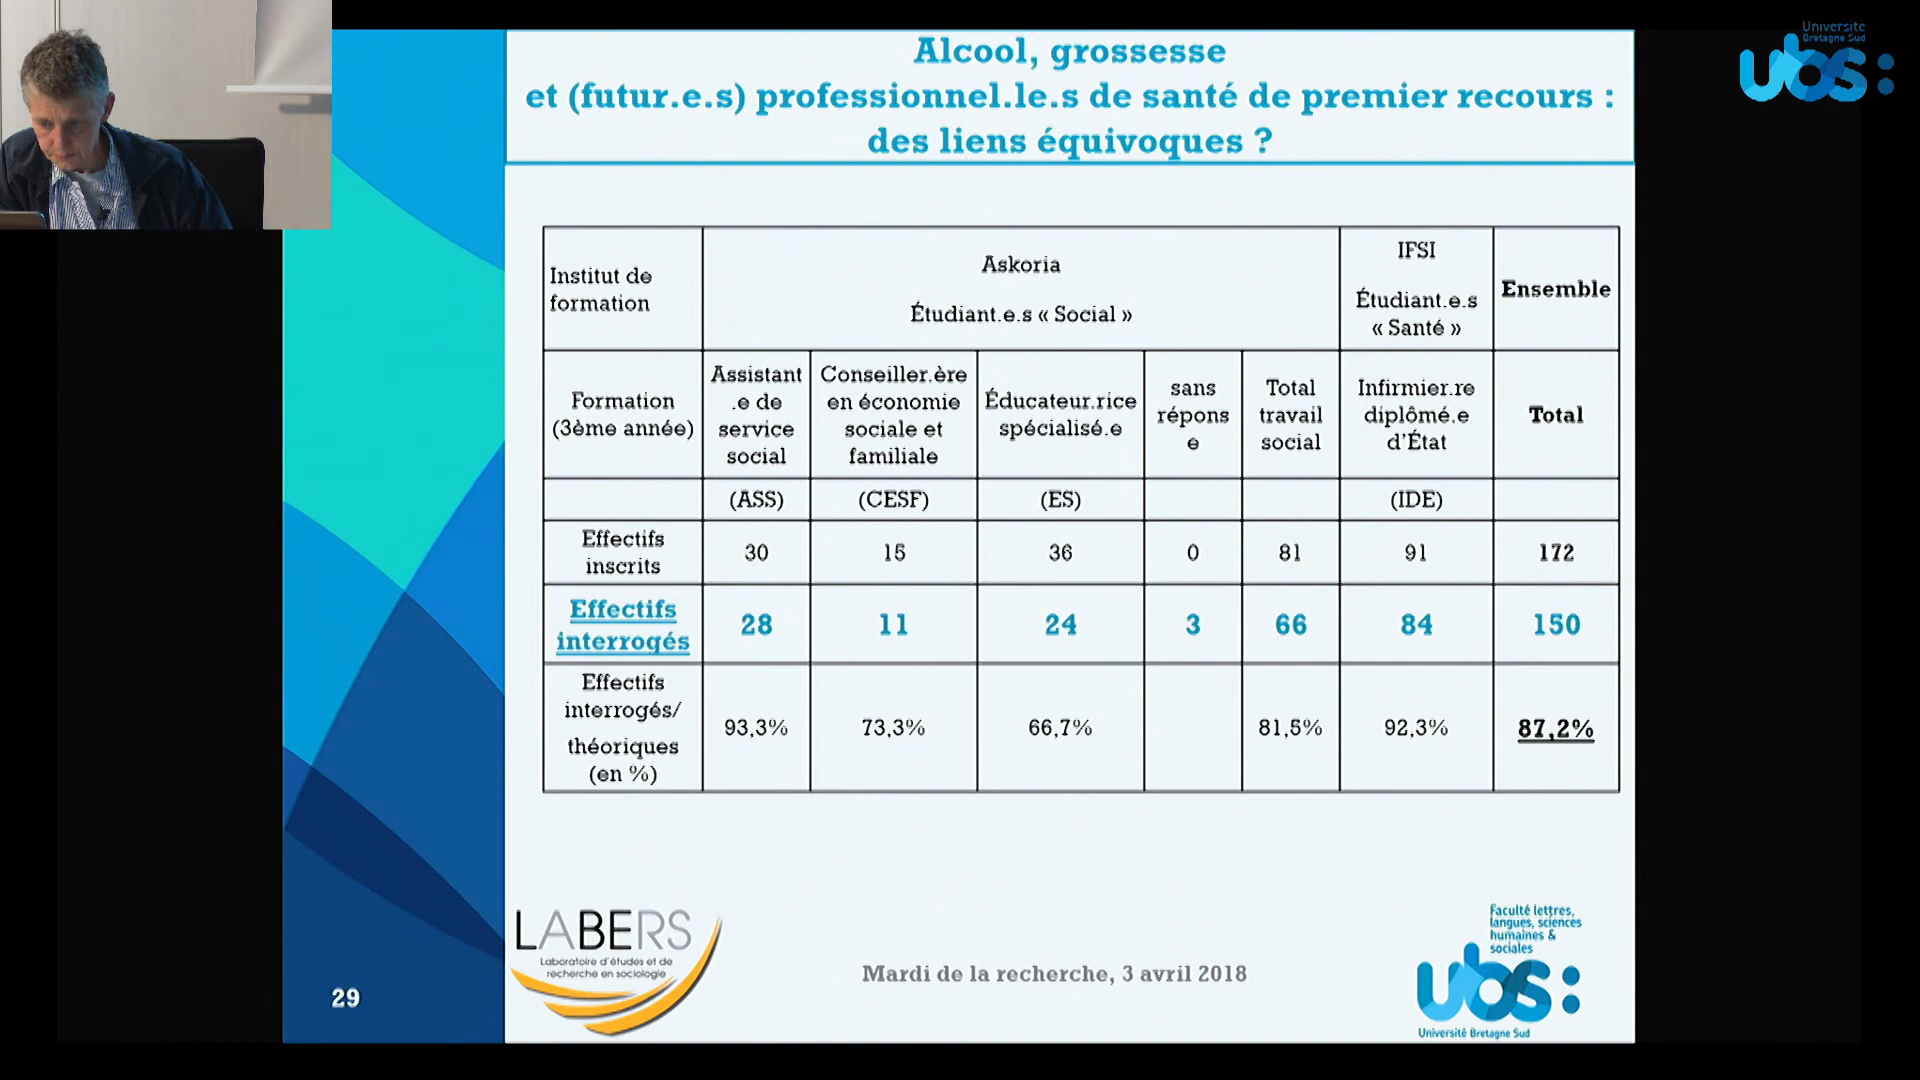 Université
Bretagne Sud
ubs:
Alcool, grossesse
et (futur.e.s) professionnel.le.s de santé de premier recours :
des liens équivoques ?
Institut de
formation
Askoria
Étudiant.e.s « Social »
IFSI
Étudiant.e.s
« Santé »
Ensemble
Formation
(3ème année)
Assistant
.e de
service
social
Conseiller.ère
en économie
sociale et
familiale
Éducateur.rice
spécialisé.e
sans
répons
e
Total
travail
social
Infirmier.re
diplômé.e
d'État
Total
(ASS)
(CESF)
(ES)
(IDE)
Effectifs
inscrits
30
15
36
0
81
91
172
Effectifs
interrogés
28
11
24
3
66
84
150
Effectifs
interrogés/
théoriques
(en %)
93,3%
73,3%
66,7%
81,5%
92,3%
87,2%
29
LABERS
Laboratoire d'études et de
recherche en sociologie
Mardi de la recherche, 3 avril 2018
Faculté lettres,
langues, sciences
humaines &
sociales
ubs:
Université Bretagne Sud